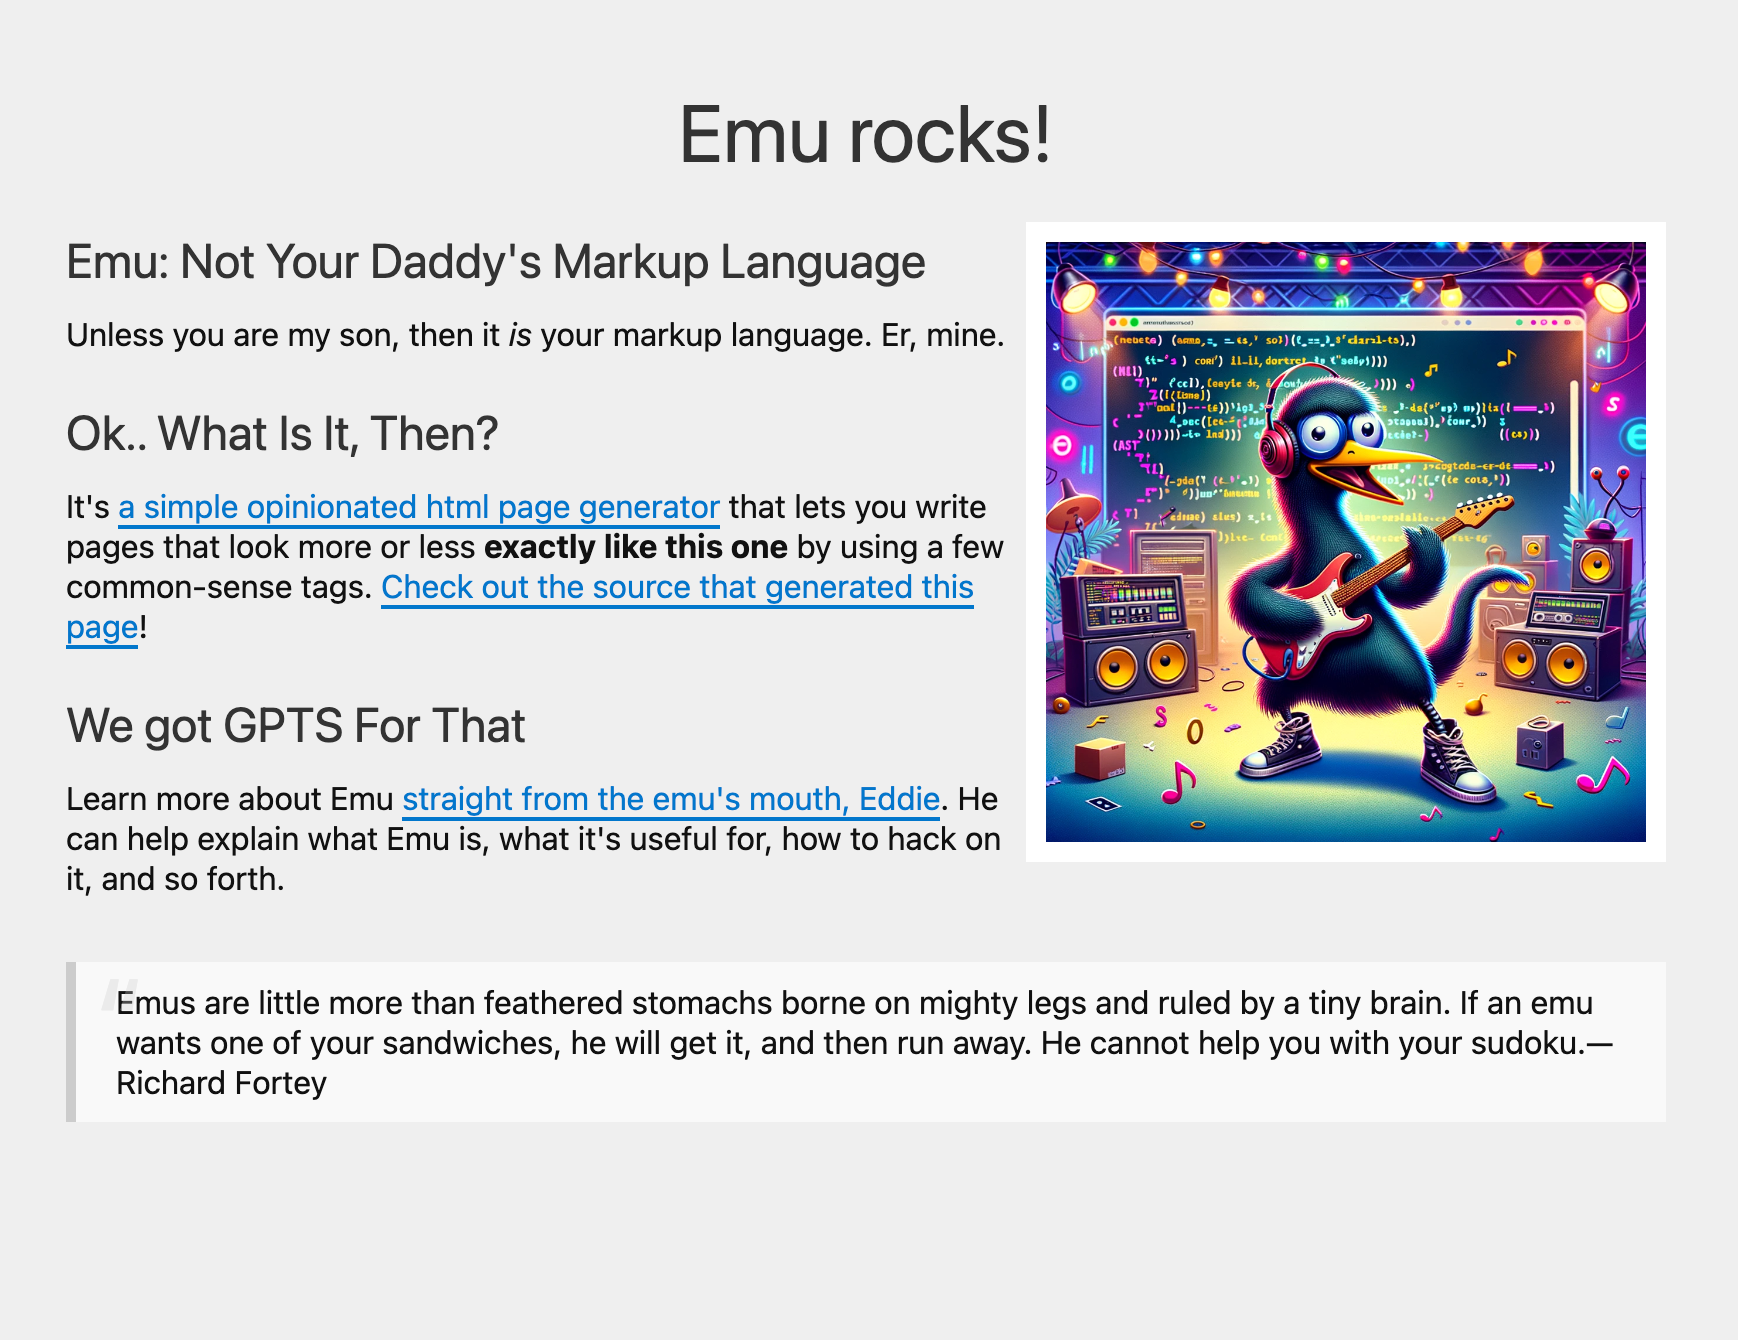 Emu rocks!
Emu: Not Your Daddy's Markup Language
Unless you are my son, then it is your markup language. Er, mine.
Ok.. What Is It, Then?
It's a simple opinionated html page generator that lets you write
pages that look more or less exactly like this one by using a few
common-sense tags. Check out the source that generated this
page!
We got GPTS For That
Learn more about Emu straight from the emu's mouth, Eddie. He
can help explain what Emu is, what it's useful for, how to hack on
it, and so forth.
"Emus are little more than feathered stomachs borne on mighty legs and ruled by a tiny brain. If an emu
wants one of your sandwiches, he will get it, and then run away. He cannot help you with your sudoku.—
Richard Fortey